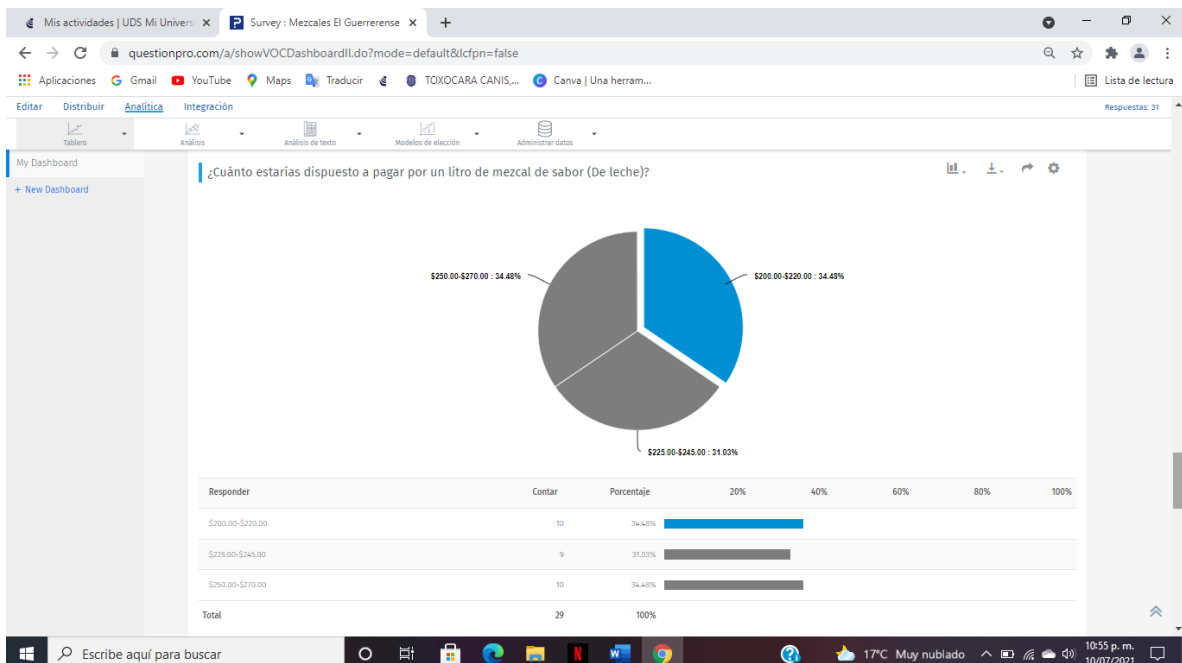 Mis actividades | UDS Mi Universi
Survey : Mezcales El Guerrerense
questionpro.com/a/showVOCDashboardII.do?mode=default&lcfpn=false
Aplicaciones Gmail YouTube Maps Traducir TOXOCARA CANIS,... Canva | Una herram... Lista de lectura
Editar Distribuir Analítica Integración Respuestas: 31
Tablero Análisis Análisis de texto Modelos de elección Administrar datos
My Dashboard
+ New Dashboard
¿Cuánto estarías dispuesto a pagar por un litro de mezcal de sabor (De leche)?
$250.00-$270.00 : 34.48%
$200.00-$220.00 : 34.48%
$225.00-$245.00 : 31.03%
Responder Contar Porcentaje 20% 40% 60% 80% 100%
$200.00-$220.00 10 34.48%
$225.00-$245.00 9 31.03%
$250.00-$270.00 10 34.48%
Total 29 100%
Escribe aquí para buscar
17°C Muy nublado
10:55 p. m.
10/07/2021